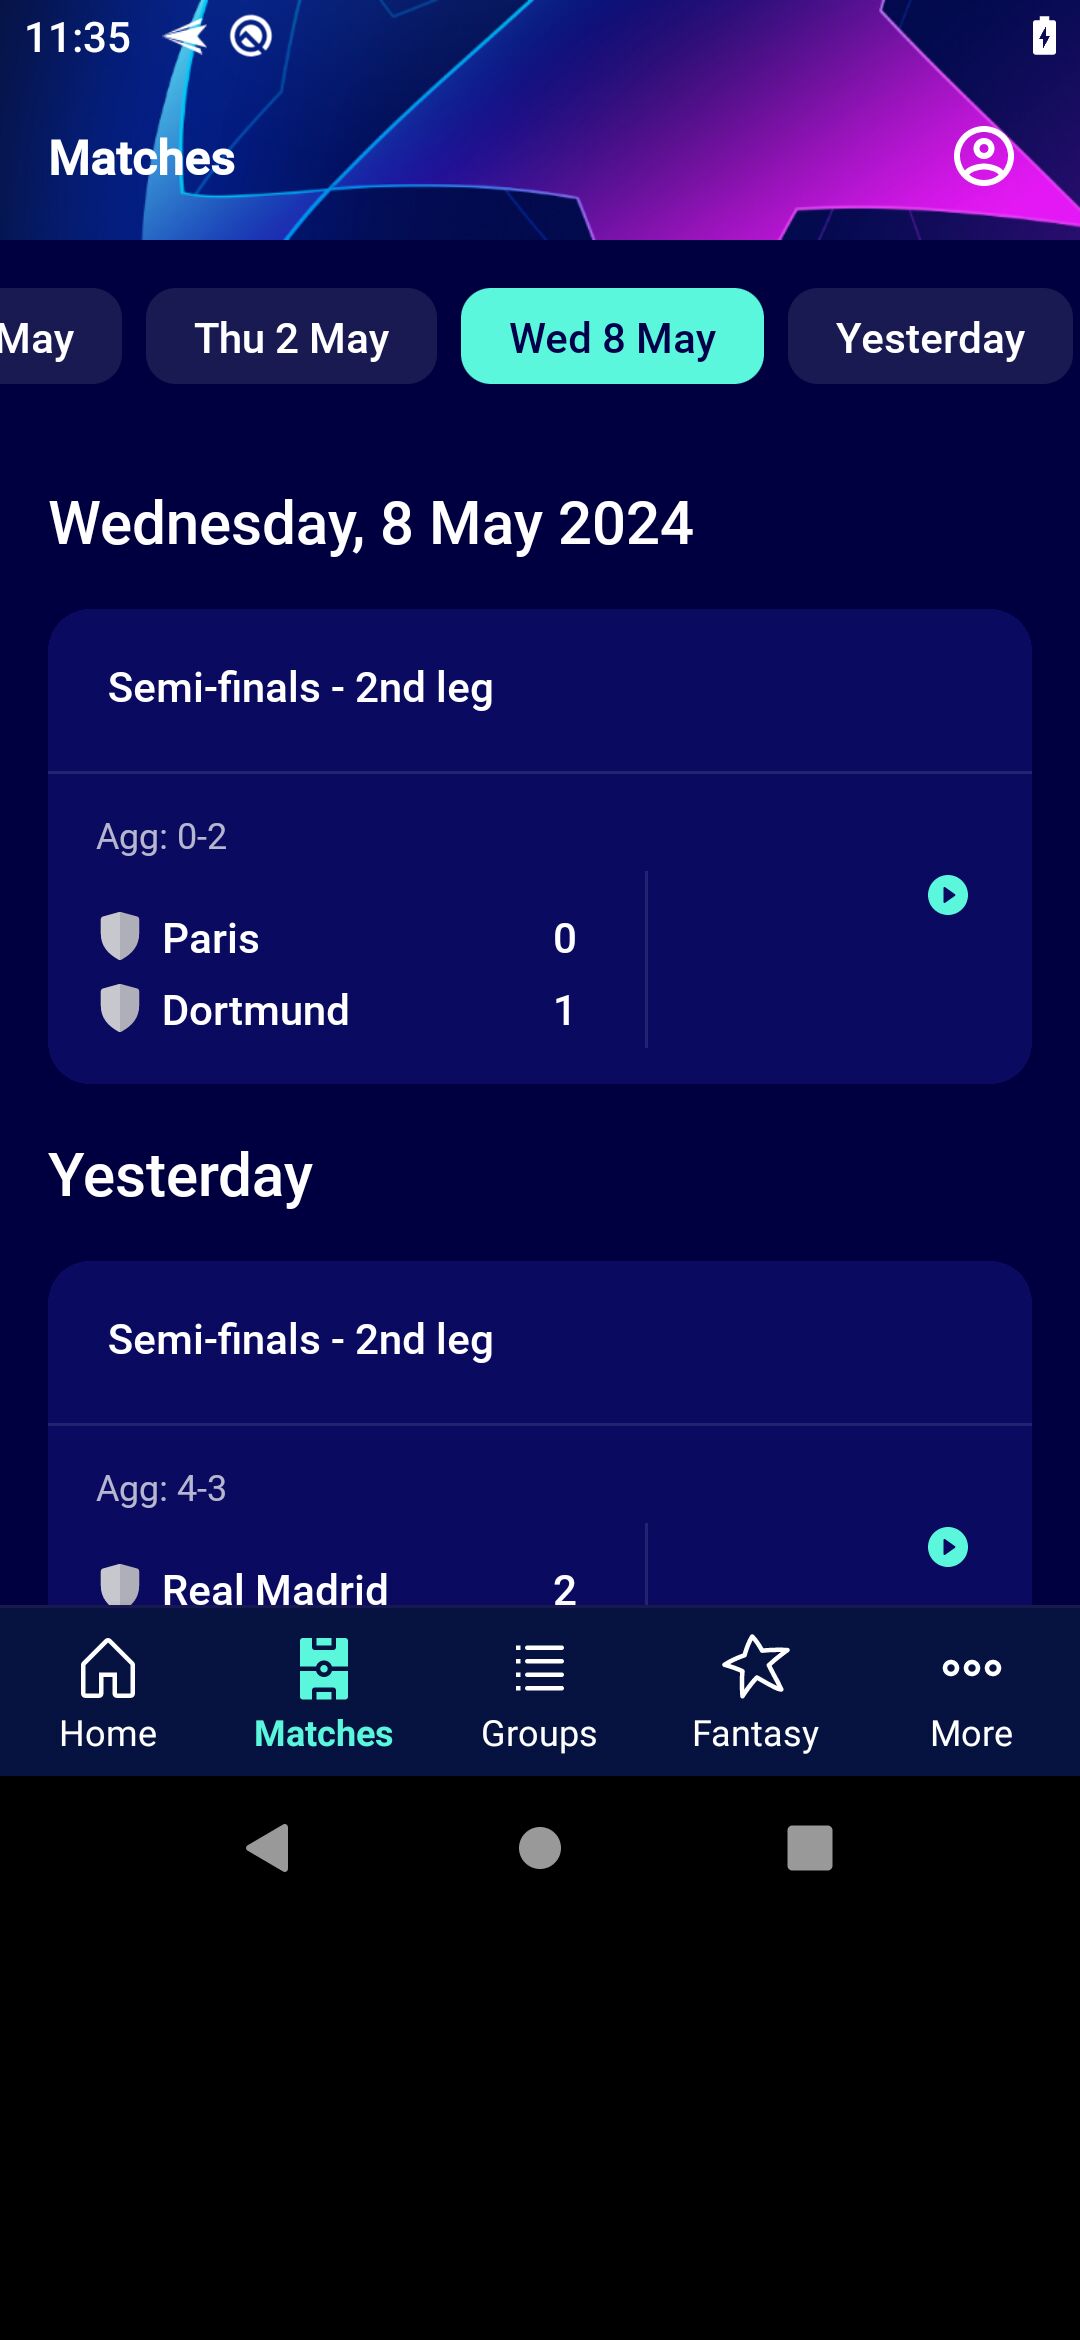 11:35
Matches
May
Thu 2 May
Wed 8 May
Yesterday
Wednesday, 8 May 2024
Semi-finals - 2nd leg
Agg: 0-2
Paris 0
Dortmund 1
Yesterday
Semi-finals - 2nd leg
Agg: 4-3
Real Madrid 2
Home
Matches
Groups
Fantasy
More